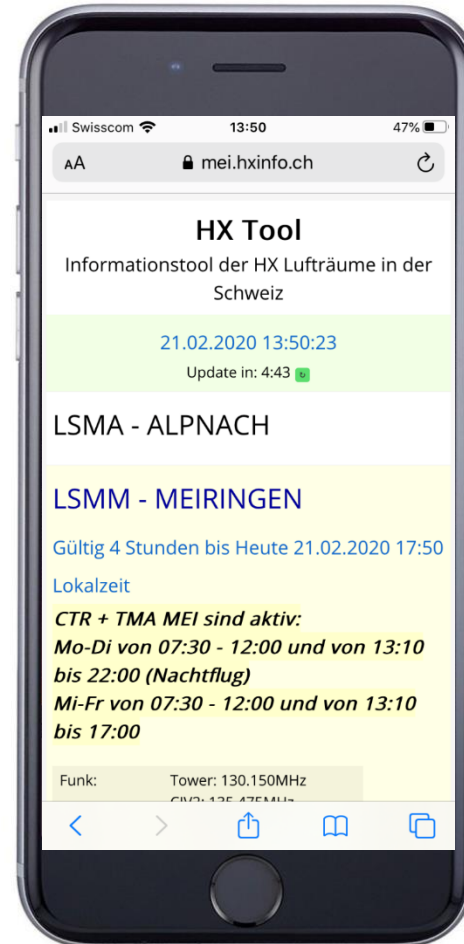 Swisscom 13:50 47%
AA mei.hxinfo.ch
HX Tool
Informationstool der HX Lufträume in der
Schweiz
21.02.2020 13:50:23
Update in: 4:43
LSMA - ALPNACH
LSMM - MEIRINGEN
Gültig 4 Stunden bis Heute 21.02.2020 17:50
Lokalzeit
CTR + TMA MEI sind aktiv:
Mo-Di von 07:30 - 12:00 und von 13:10
bis 22:00 (Nachtflug)
Mi-Fr von 07:30 - 12:00 und von 13:10
bis 17:00
Funk: Tower: 130.150MHz